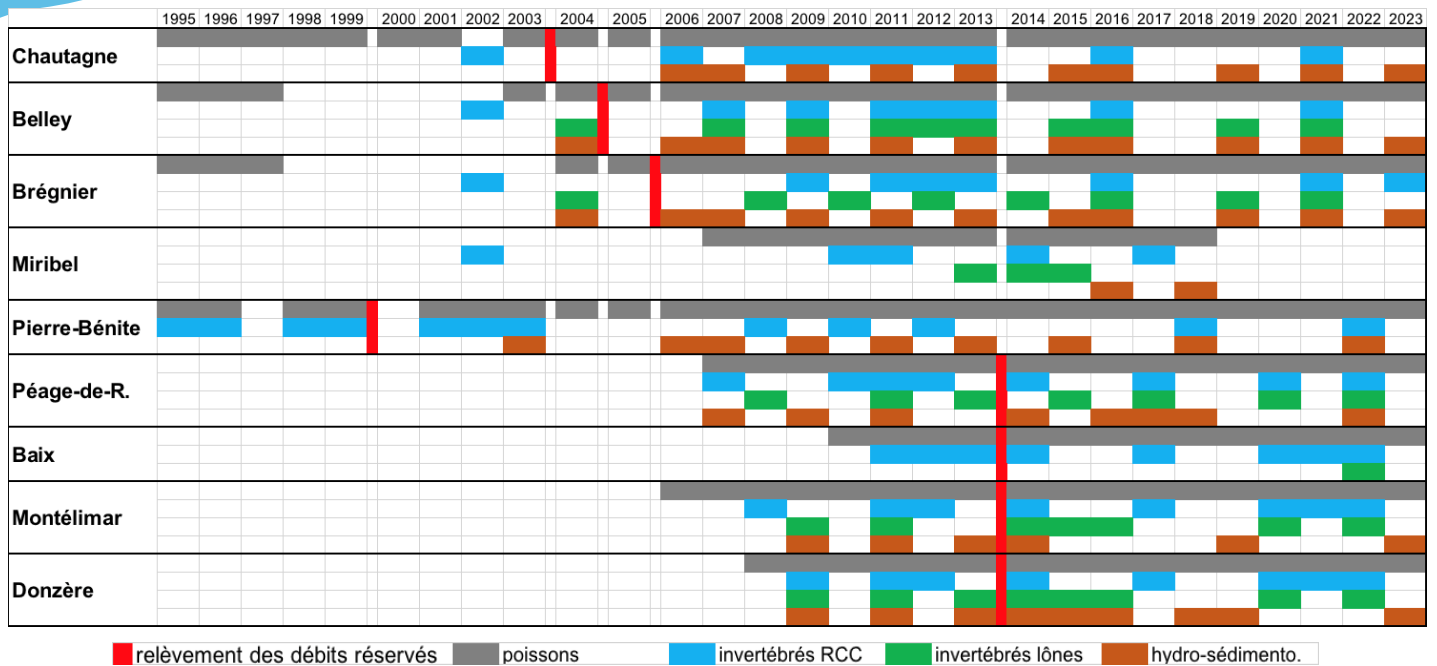 1995 1996 1997 1998 1999 2000 2001 2002 2003 2004 2005 2006 2007 2008 2009 2010 2011 2012 2013 2014 2015 2016 2017 2018 2019 2020 2021 2022 2023
Chautagne
Belley
Brégnier
Miribel
Pierre-Bénite
Péage-de-R.
Baix
Montélimar
Donzère
relèvement des débits réservés poissons invertébrés RCC invertébrés lônes hydro-sédimento.